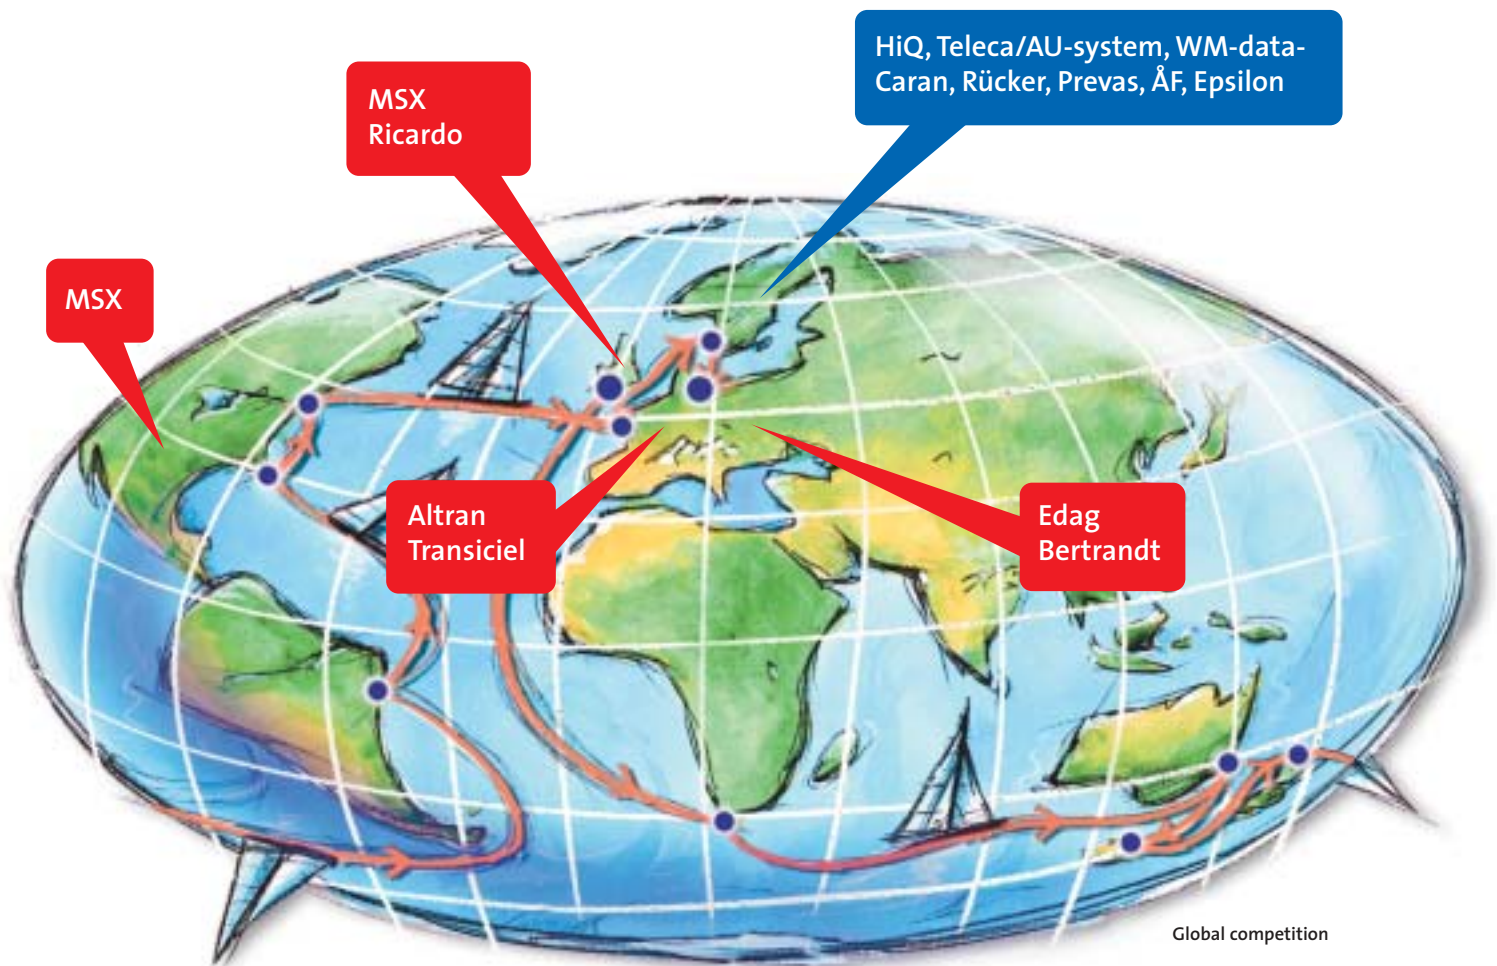 HiQ, Teleca/AU-system, WM-data-
Caran, Rücker, Prevas, ÅF, Epsilon
MSX
Ricardo
MSX
Altran
Transiciel
Edag
Bertrandt
Global competition